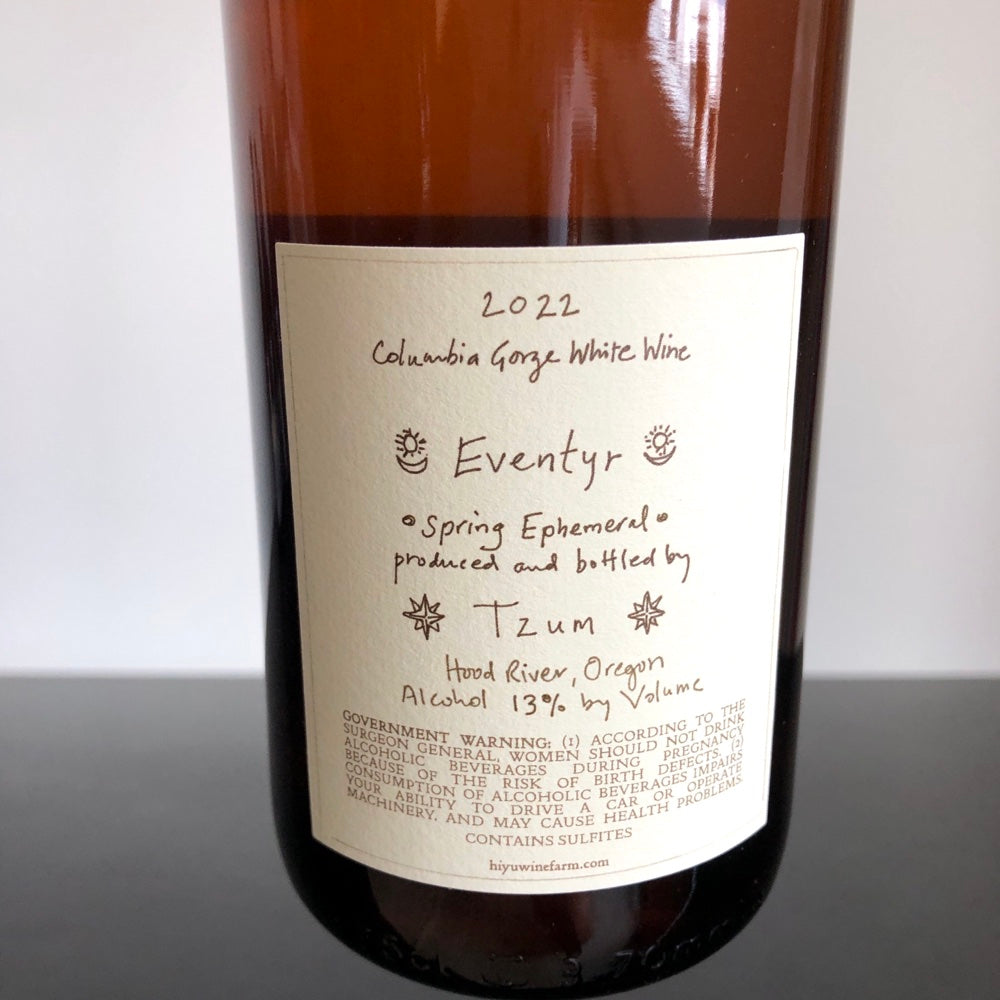 2022
Columbia Gorge White Wine
Eventyr
• Spring Ephemeral •
produced and bottled by
Tzum
Hood River, Oregon
Alcohol 13% by Volume
GOVERNMENT WARNING: (1) ACCORDING TO THE
SURGEON GENERAL, WOMEN SHOULD NOT DRINK
ALCOHOLIC BEVERAGES DURING PREGNANCY
BECAUSE OF THE RISK OF BIRTH DEFECTS. (2)
CONSUMPTION OF ALCOHOLIC BEVERAGES IMPAIRS
YOUR ABILITY TO DRIVE A CAR OR OPERATE
MACHINERY, AND MAY CAUSE HEALTH PROBLEMS.
CONTAINS SULFITES
hiyuwinefarm.com